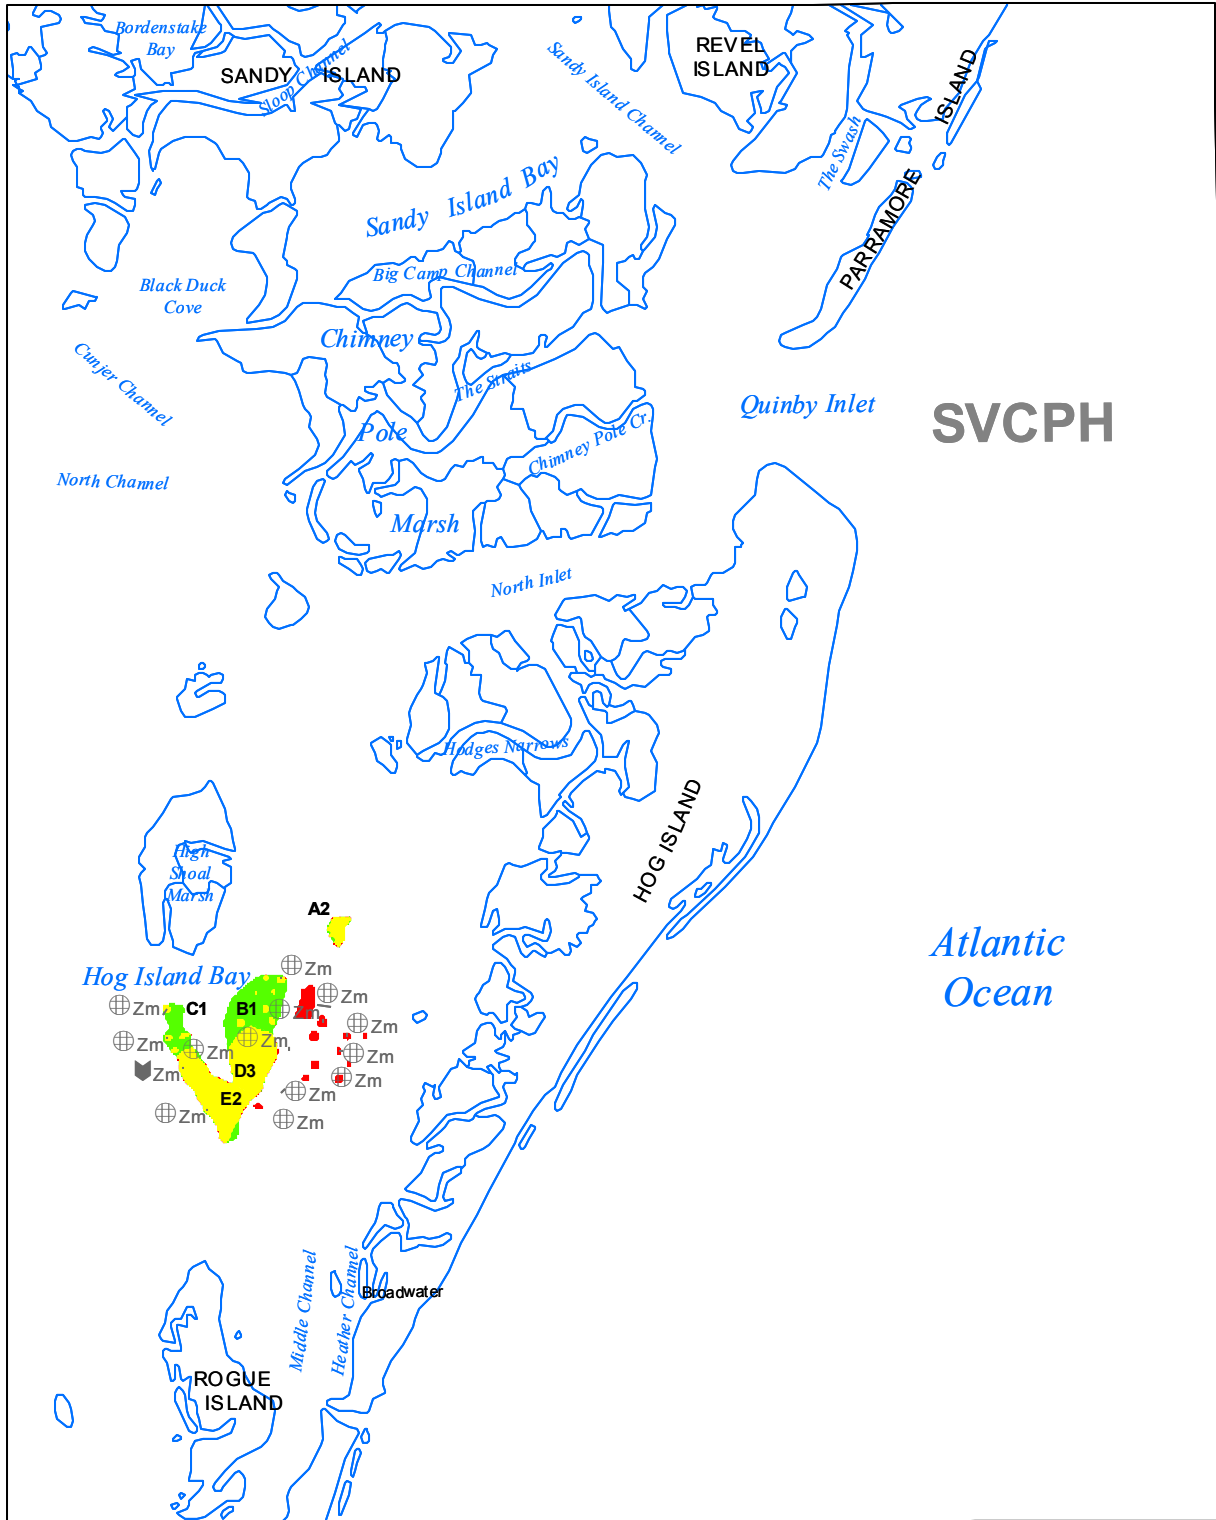 Bordenstake
Bay
SANDY ISLAND
Sloop Channel
Sandy Island Channel
REVEL
ISLAND
The Swash
PARRAMORE ISLAND
Sandy Island Bay
Big Camp Channel
Black Duck
Cove
Chimney
Cunjer Channel
The Straits
Quinby Inlet
SVCPH
Pole
Chimney Pole Cr.
North Channel
Marsh
North Inlet
Hodges Narrows
HOG ISLAND
High
Shoal
Marsh
A2
Atlantic
Ocean
Hog Island Bay
Zm
Zm
Zm
C1
B1
Zm
Zm
Zm
Zm
Zm
Zm
Zm
D3
Zm
Zm
E2
Zm
Zm
Zm
Middle Channel
Heather Channel
Broadwater
ROGUE
ISLAND